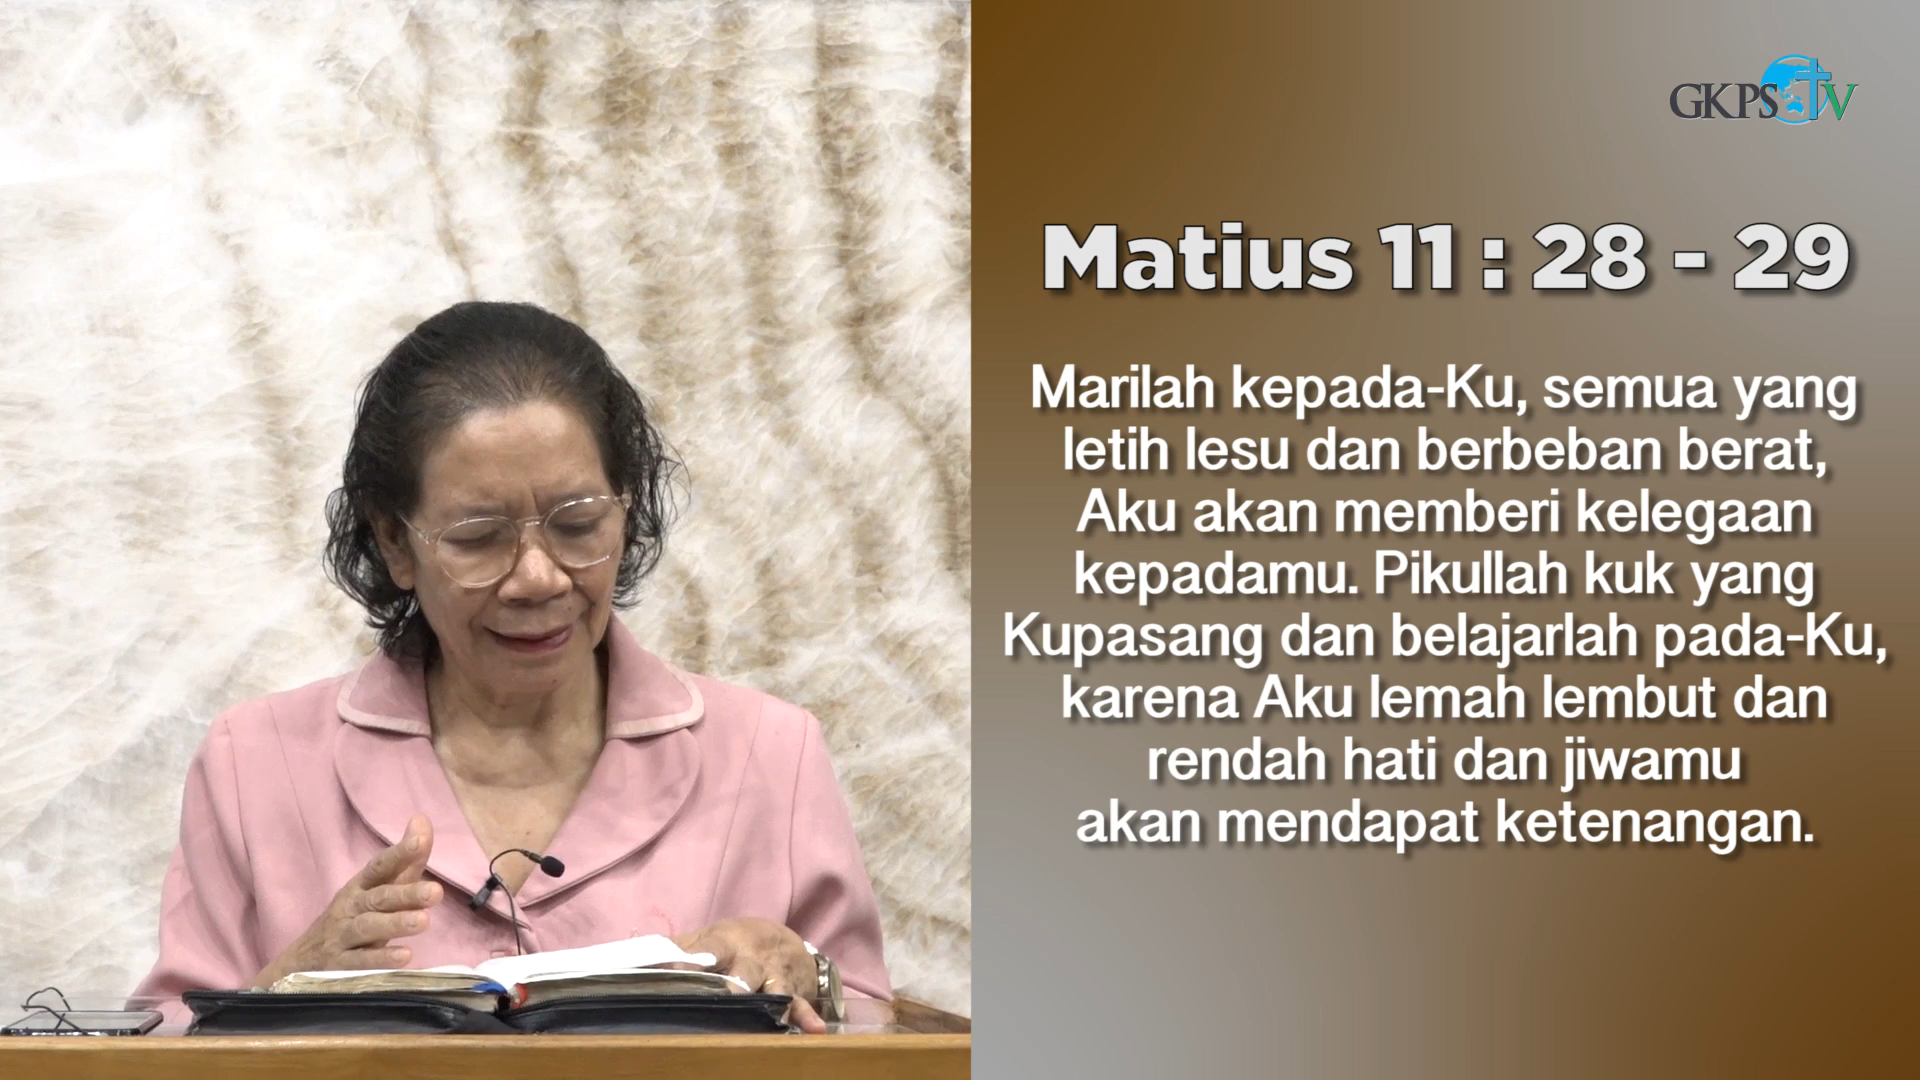 GKPS TV
Matius 11 : 28 - 29
Marilah kepada-Ku, semua yang
letih lesu dan berbeban berat,
Aku akan memberi kelegaan
kepadamu. Pikullah kuk yang
Kupasang dan belajarlah pada-Ku,
karena Aku lemah lembut dan
rendah hati dan jiwamu
akan mendapat ketenangan.